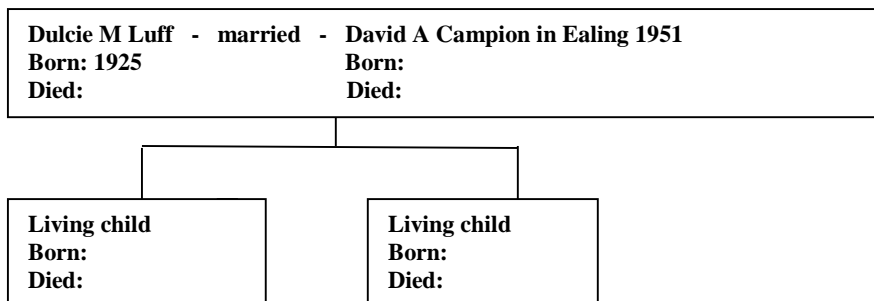 Dulcie M Luff - married - David A Campion in Ealing 1951
Born: 1925 Born:
Died: Died:
Living child
Born:
Died:
Living child
Born:
Died: